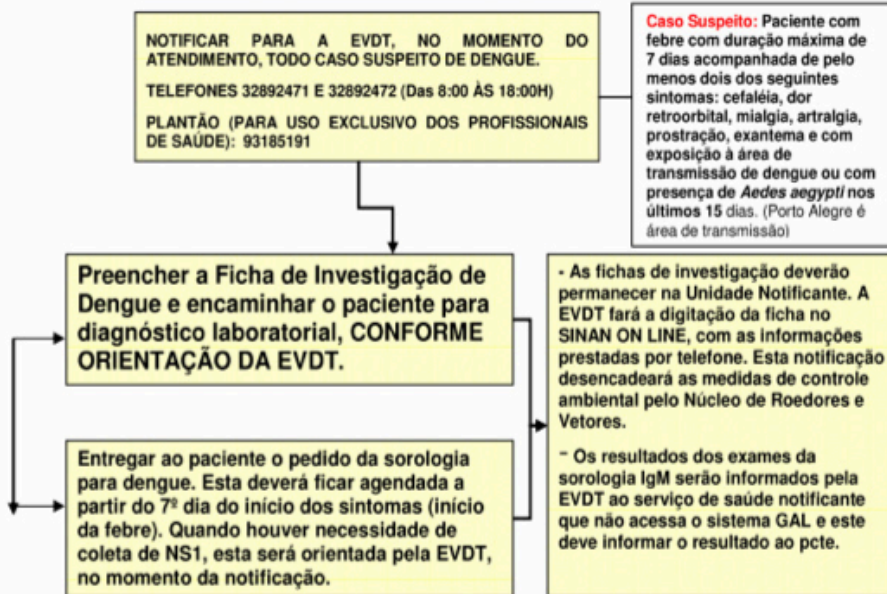 NOTIFICAR PARA A EVDT, NO MOMENTO DO
ATENDIMENTO, TODO CASO SUSPEITO DE DENGUE.
TELEFONES 32892471 E 32892472 (Das 8:00 ÀS 18:00H)
PLANTÃO (PARA USO EXCLUSIVO DOS PROFISSIONAIS
DE SAÚDE): 93185191
Caso Suspeito: Paciente com
febre com duração máxima de
7 dias acompanhada de pelo
menos dois dos seguintes
sintomas: cefaléia, dor
retroorbital, mialgia, artralgia,
prostração, exantema e com
exposição à área de
transmissão de dengue ou com
presença de Aedes aegypti nos
últimos 15 dias. (Porto Alegre é
área de transmissão)
Preencher a Ficha de Investigação de
Dengue e encaminhar o paciente para
diagnóstico laboratorial, CONFORME
ORIENTAÇÃO DA EVDT.
Entregar ao paciente o pedido da sorologia
para dengue. Esta deverá ficar agendada a
partir do 7º dia do início dos sintomas (início
da febre). Quando houver necessidade de
coleta de NS1, esta será orientada pela EVDT,
no momento da notificação.
- As fichas de investigação deverão
permanecer na Unidade Notificante. A
EVDT fará a digitação da ficha no
SINAN ON LINE, com as informações
prestadas por telefone. Esta notificação
desencadeará as medidas de controle
ambiental pelo Núcleo de Roedores e
Vetores.
- Os resultados dos exames da
sorologia IgM serão informados pela
EVDT ao serviço de saúde notificante
que não acessa o sistema GAL e este
deve informar o resultado ao pcte.